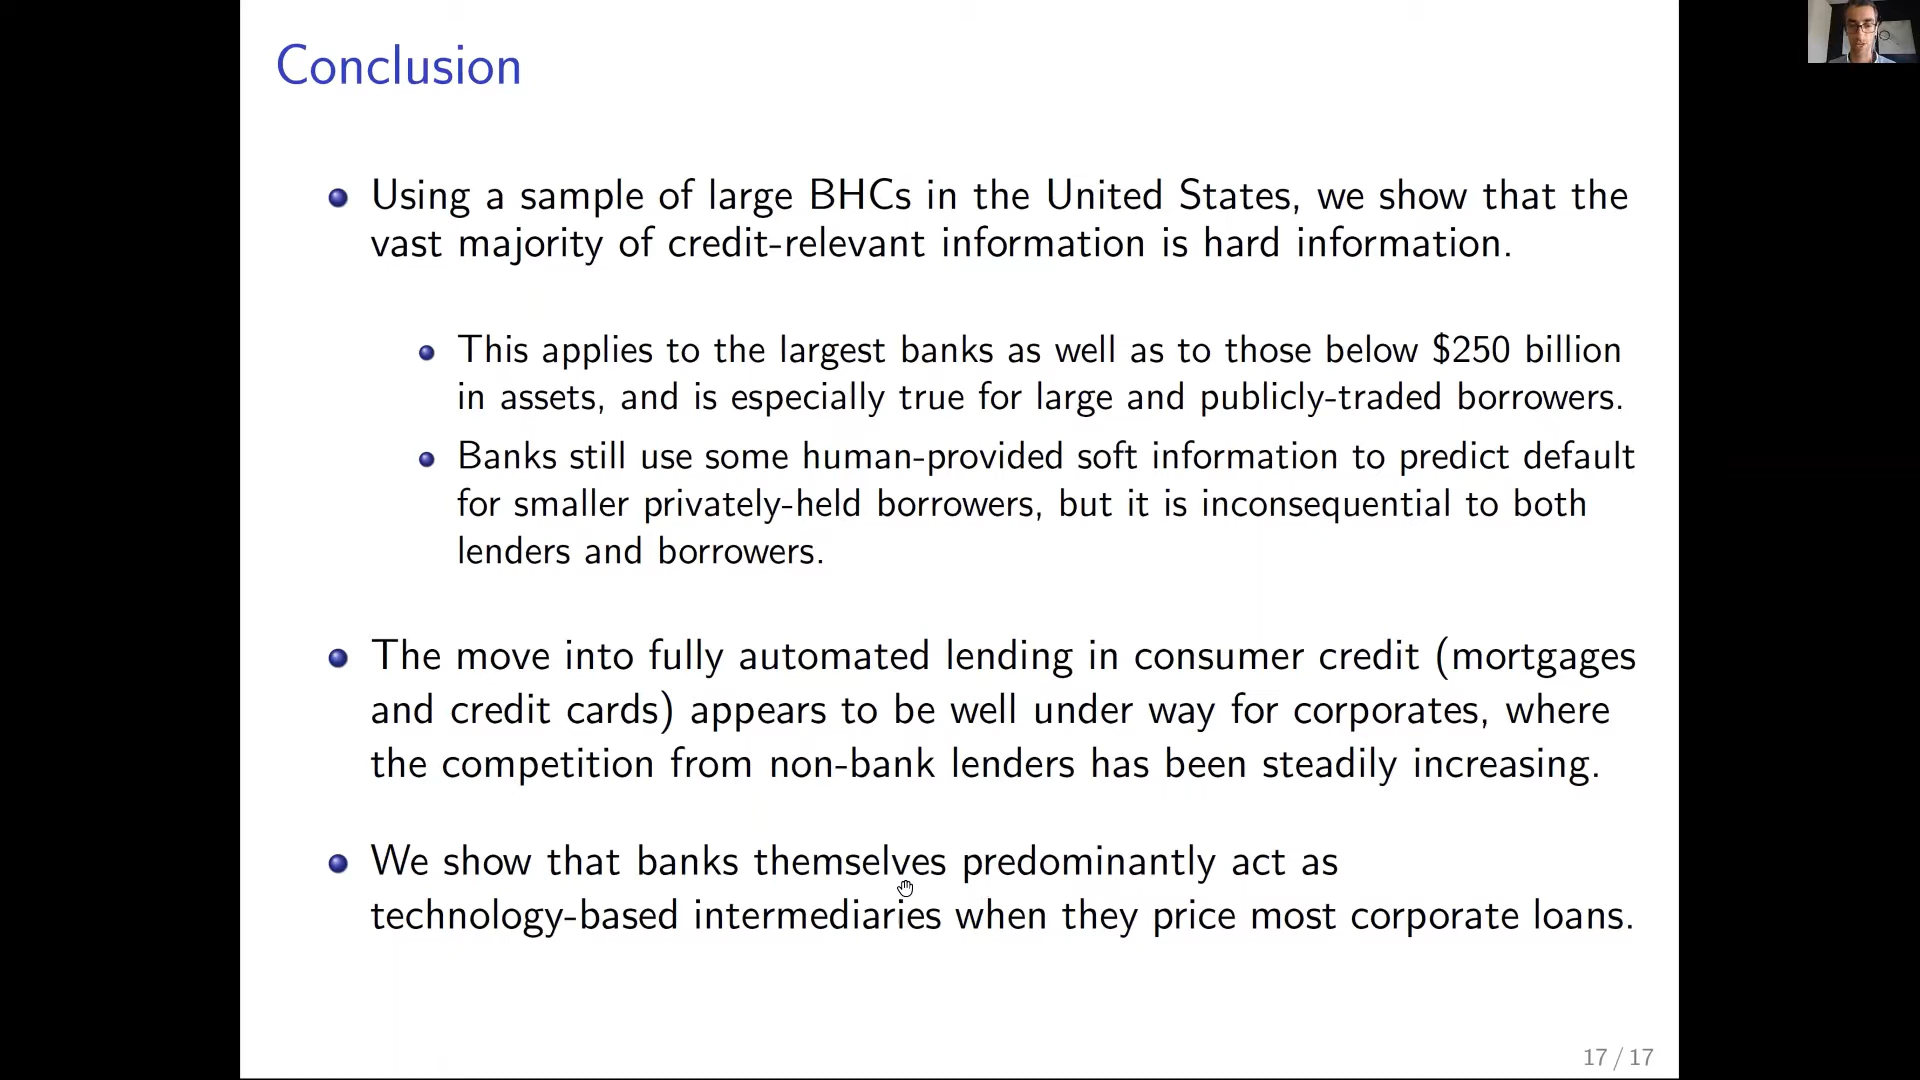 Conclusion
Using a sample of large BHCs in the United States, we show that the
vast majority of credit-relevant information is hard information.
This applies to the largest banks as well as to those below $250 billion
in assets, and is especially true for large and publicly-traded borrowers.
Banks still use some human-provided soft information to predict default
for smaller privately-held borrowers, but it is inconsequential to both
lenders and borrowers.
The move into fully automated lending in consumer credit (mortgages
and credit cards) appears to be well under way for corporates, where
the competition from non-bank lenders has been steadily increasing.
We show that banks themselves predominantly act as
technology-based intermediaries when they price most corporate loans.
17 / 17